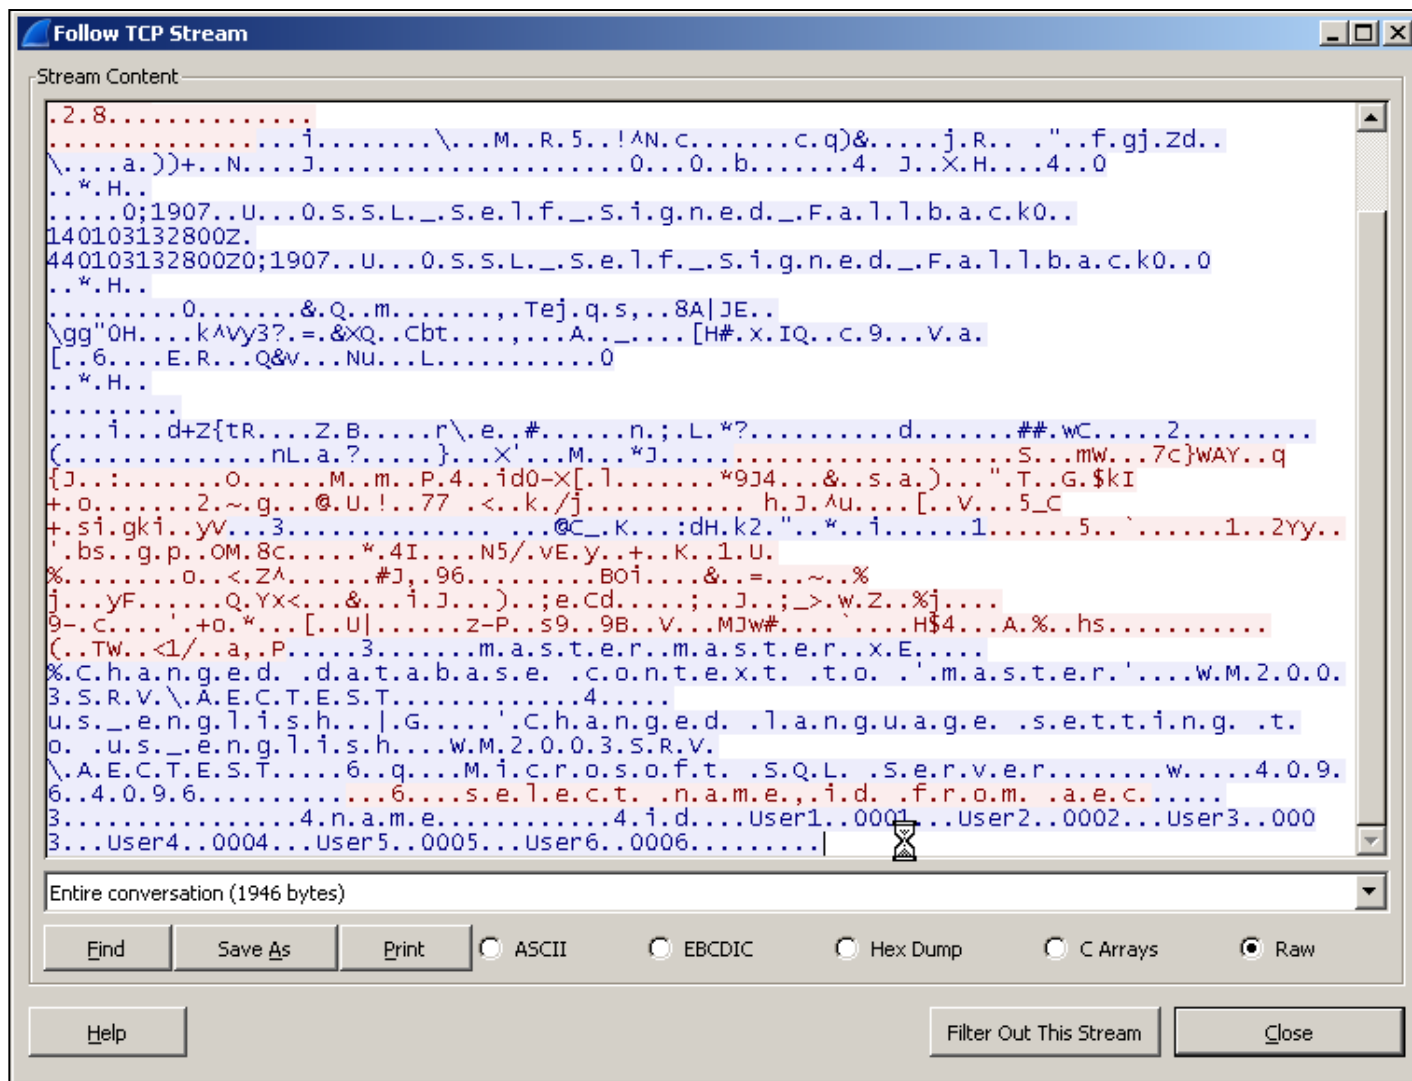 Follow TCP Stream
Stream Content
.2.8..............
................i........\...M..R.5..!^N.c.......c.q)&.....j.R.. ."..f.gj.Zd..
\....a.))+..N....J.....................0...0..b.......4. J..X.H....4..0
..*.H..
.....0;1907..U...0.S.S.L._.S.e.l.f._.S.i.g.n.e.d._.F.a.l.l.b.a.c.k0..
140103132800Z.
440103132800Z0;1907..U...0.S.S.L._.S.e.l.f._.S.i.g.n.e.d._.F.a.l.l.b.a.c.k0..0
..*.H..
.........0.......&.Q..m.......,.Tej.q.s,..8A|JE..
\gg"0H....k^Vy3?.=.&XQ..Cbt....,...A.._....[H#.x.IQ..c.9...V.a.
[..6....E.R...Q&v...Nu...L...........0
..*.H..
.........
....i...d+Z{tR....Z.B.....r\.e..#.......n.;.L.*?...........d.......##.wC.....2.........
(...............nL.a.?.....}...X'...M...*J.......................S...mW...7c}WAY..q
{J..:.......O......M..m..P.4..id0-X[.l.......*9J4...&..s.a.)...".T..G.$kI
+.o.......2.~.g...@.U.!..77 .<..k./j........... h.J.^u....[..V...5_C
+.si.gki..yV...3............... ...@C_.K...:dH.k2."..*..i......1.......5..`......1..2Yy..
'.bs..g.p..OM.8c.....*.4I....N5/.vE.y..+..K..1.U.
%.........o..<.Z^......#J,.96.........BOi....&..=...~..%
j...yF......Q.Yx<...&...i.J...)..;e.Cd.....;..J..;_>.w.Z..%j....
9-.c....'.+o.*...[..U|......z-P..s9..9B..V...MJw#....`....H$4...A.%..hs...........
(..TW..<1/..a,.P.....3.......m.a.s.t.e.r..m.a.s.t.e.r..x.E.....
%.C.h.a.n.g.e.d. .d.a.t.a.b.a.s.e. .c.o.n.t.e.x.t. .t.o. .'.m.a.s.t.e.r.'....W.M.2.0.0.
3.S.R.V.\.A.E.C.T.E.S.T............4.....
u.s._.e.n.g.l.i.s.h...|.G.....'.C.h.a.n.g.e.d. .l.a.n.g.u.a.g.e. .s.e.t.t.i.n.g. .t.
o. .u.s._.e.n.g.l.i.s.h....W.M.2.0.0.3.S.R.V.
\.A.E.C.T.E.S.T.....6..q....M.i.c.r.o.s.o.f.t. .S.Q.L. .S.e.r.v.e.r........w.....4.0.9.
6..4.0.9.6..............6....s.e.l.e.c.t. .n.a.m.e.,.i.d. .f.r.o.m. .a.e.c......
3................4.n.a.m.e...........4.i.d....User1..0001...User2..0002...User3..000
3...User4..0004...User5..0005...User6..0006.........
Entire conversation (1946 bytes)
Find Save As Print ASCII EBCDIC Hex Dump C Arrays Raw
Help Filter Out This Stream Close